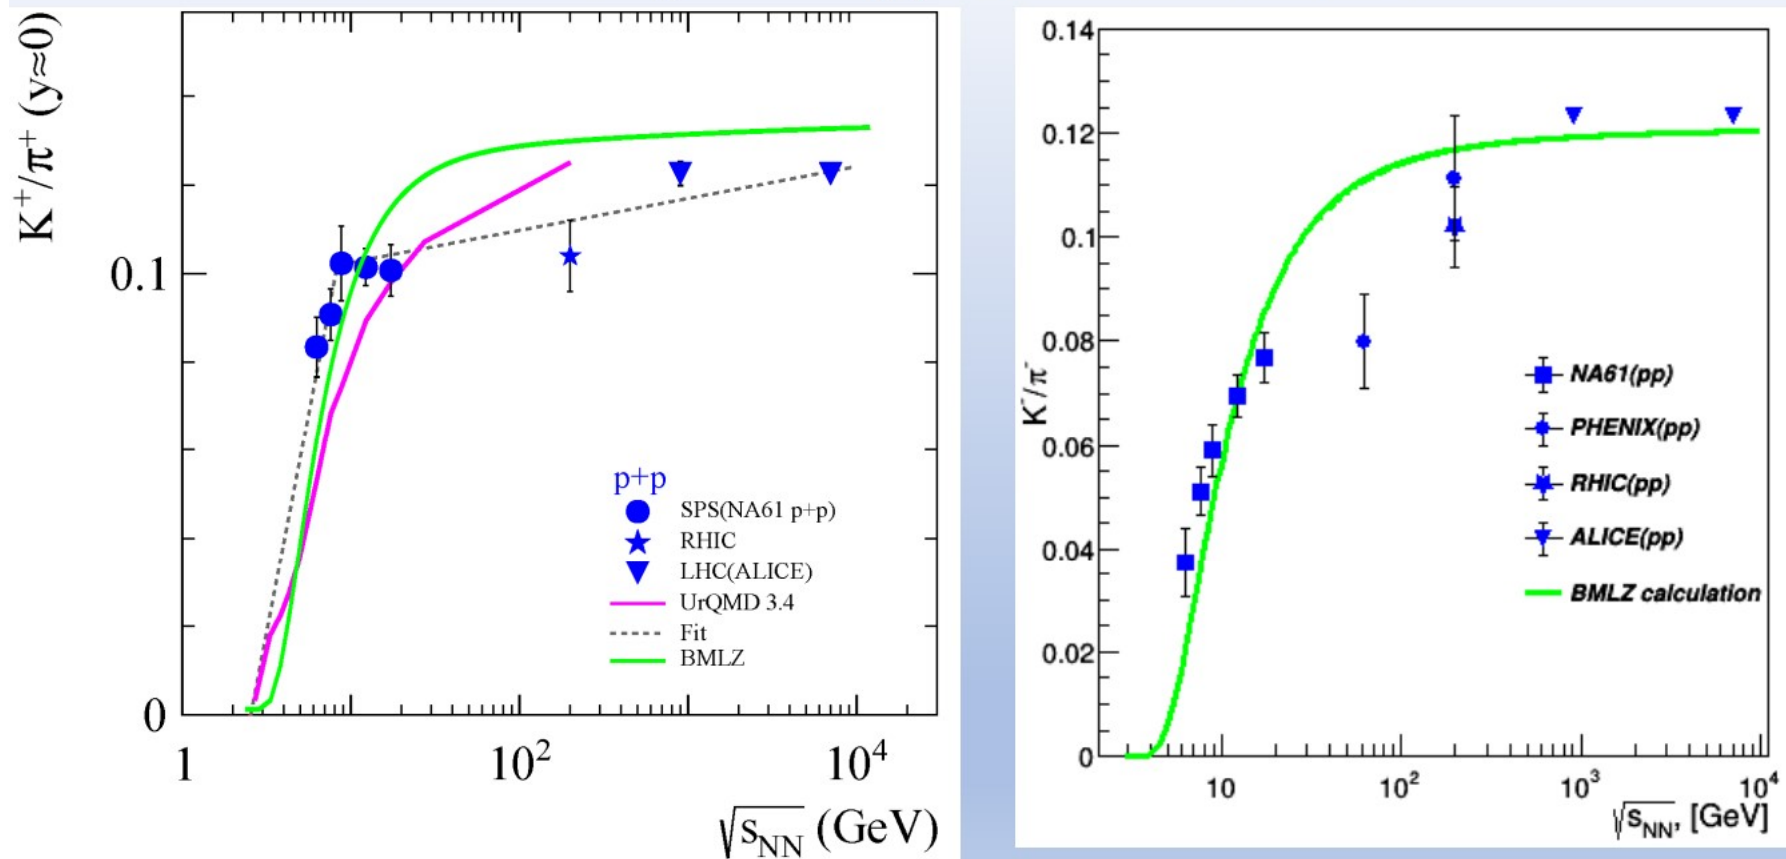 K⁺/π⁺ (y≈0)
0.1
0
1
10²
10⁴
√s_NN (GeV)
p+p
SPS(NA61 p+p)
RHIC
LHC(ALICE)
UrQMD 3.4
Fit
BMLZ
0.14
0.12
0.1
0.08
0.06
0.04
0.02
0
K⁻/π⁻
10
10²
10³
10⁴
√s_NN, [GeV]
NA61(pp)
PHENIX(pp)
RHIC(pp)
ALICE(pp)
BMLZ calculation